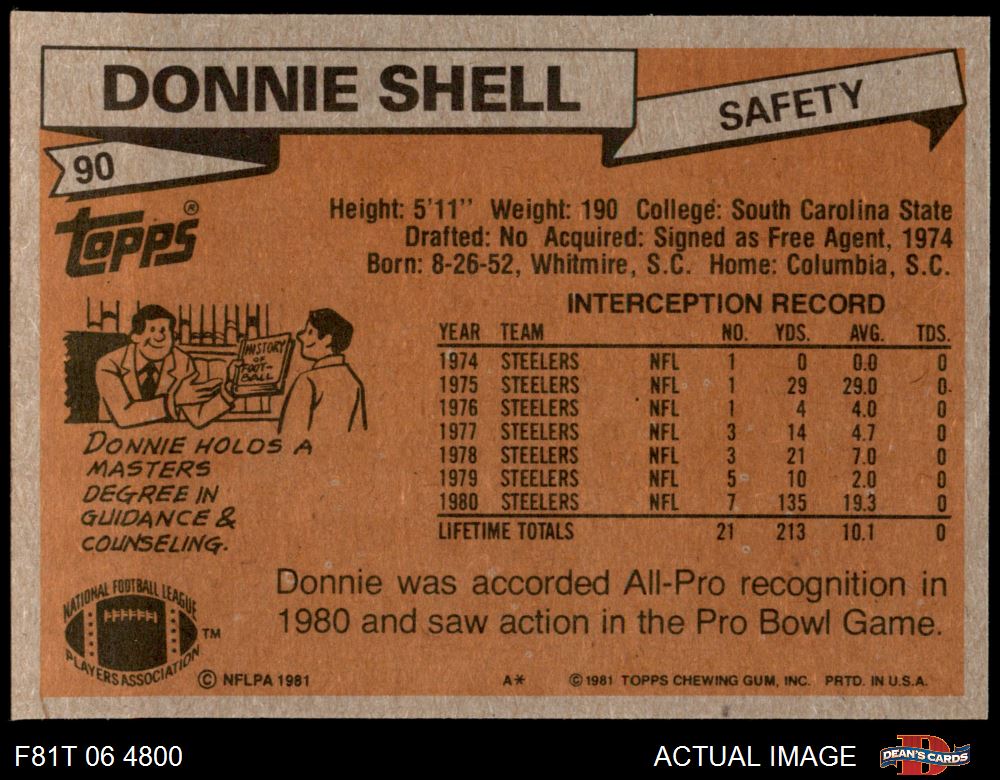 DONNIE SHELL
SAFETY
90
topps®
Height: 5'11" Weight: 190 College: South Carolina State
Drafted: No Acquired: Signed as Free Agent, 1974
Born: 8-26-52, Whitmire, S.C. Home: Columbia, S.C.
HISTORY
OF
FOOT-
BALL
DONNIE HOLDS A
MASTERS
DEGREE IN
GUIDANCE &
COUNSELING.
INTERCEPTION RECORD
YEAR TEAM NO. YDS. AVG. TDS.
1974 STEELERS NFL 1 0 0.0 0
1975 STEELERS NFL 1 29 29.0 0
1976 STEELERS NFL 1 4 4.0 0
1977 STEELERS NFL 3 14 4.7 0
1978 STEELERS NFL 3 21 7.0 0
1979 STEELERS NFL 5 10 2.0 0
1980 STEELERS NFL 7 135 19.3 0
LIFETIME TOTALS 21 213 10.1 0
Donnie was accorded All-Pro recognition in
1980 and saw action in the Pro Bowl Game.
NATIONAL FOOTBALL LEAGUE
PLAYERS ASSOCIATION
TM
© NFLPA 1981 A* © 1981 TOPPS CHEWING GUM, INC. PRTD. IN U.S.A.
F81T 06 4800 ACTUAL IMAGE DEAN'S CARDS